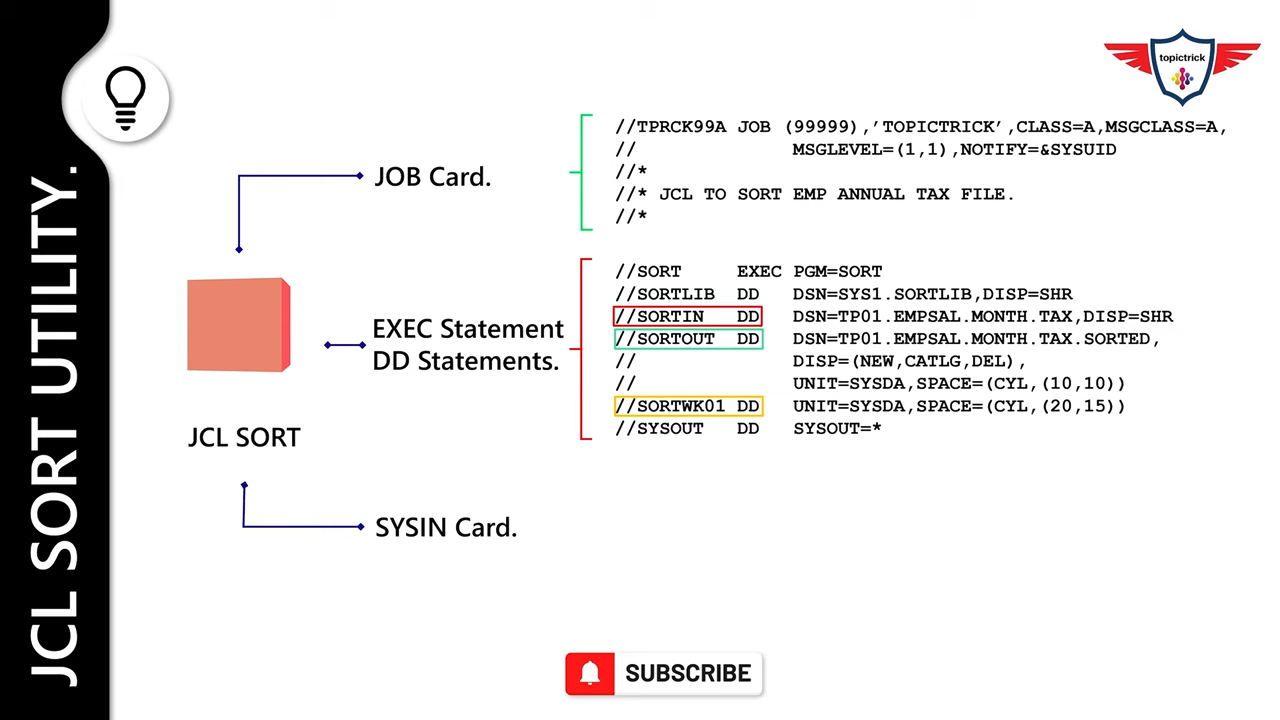 JCL SORT UTILITY.
topictrick
JOB Card.
//TPRCK99A JOB (99999),'TOPICTRICK',CLASS=A,MSGCLASS=A,
//              MSGLEVEL=(1,1),NOTIFY=&SYSUID
//*
//* JCL TO SORT EMP ANNUAL TAX FILE.
//*
EXEC Statement
DD Statements.
//SORT     EXEC PGM=SORT
//SORTLIB  DD   DSN=SYS1.SORTLIB,DISP=SHR
//SORTIN   DD   DSN=TP01.EMPSAL.MONTH.TAX,DISP=SHR
//SORTOUT  DD   DSN=TP01.EMPSAL.MONTH.TAX.SORTED,
//              DISP=(NEW,CATLG,DEL),
//              UNIT=SYSDA,SPACE=(CYL,(10,10))
//SORTWK01 DD   UNIT=SYSDA,SPACE=(CYL,(20,15))
//SYSOUT   DD   SYSOUT=*
JCL SORT
SYSIN Card.
SUBSCRIBE